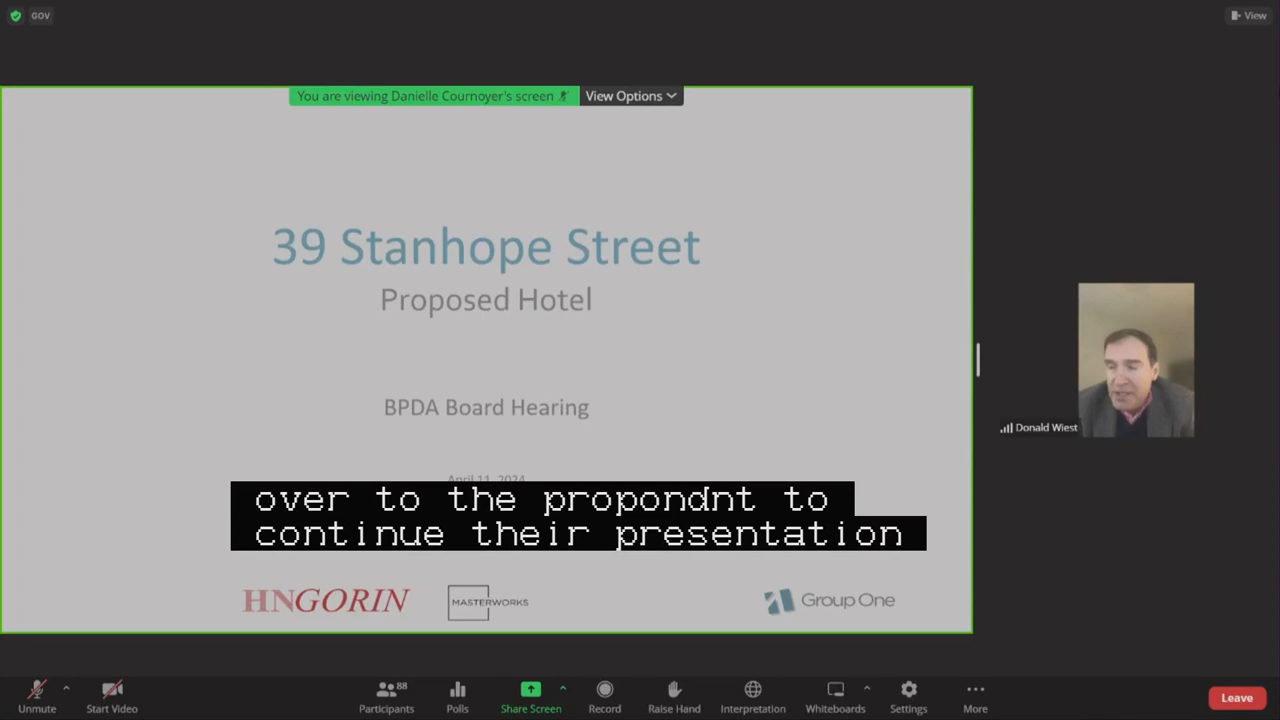 GOV
View
You are viewing Danielle Cournoyer's screen
View Options
39 Stanhope Street
Proposed Hotel
BPDA Board Hearing
April 11, 2024
over to the propondnt to
continue their presentation
HNGORIN
MASTERWORKS
Group One
Donald Wiest
Unmute
Start Video
88
Participants
Polls
Share Screen
Record
Raise Hand
Interpretation
Whiteboards
Settings
More
Leave